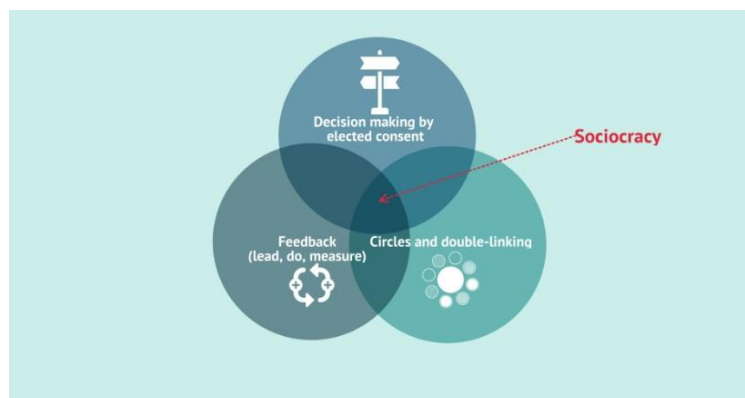 Decision making by
elected consent
Sociocracy
Feedback
(lead, do, measure)
Circles and double-linking